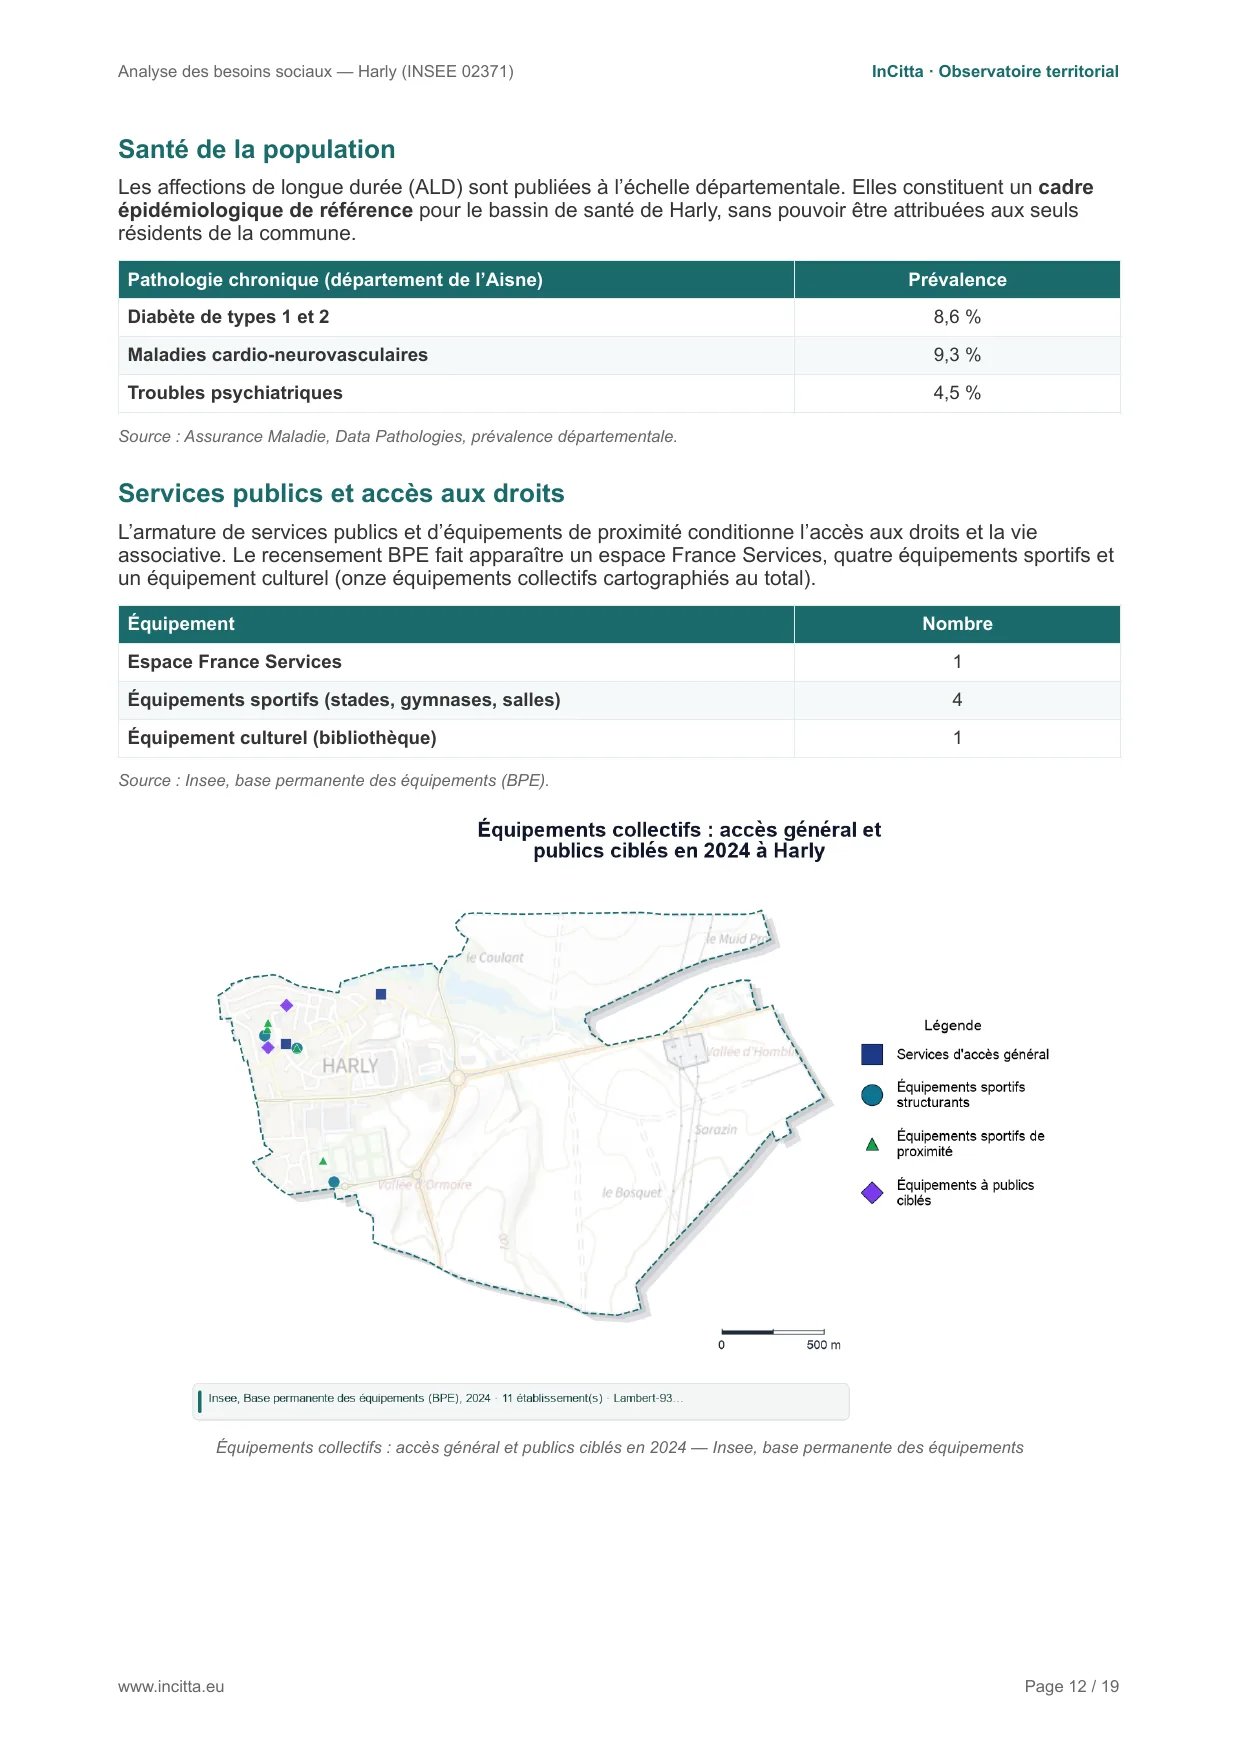 Analyse des besoins sociaux — Harly (INSEE 02371)
InCitta · Observatoire territorial
Santé de la population
Les affections de longue durée (ALD) sont publiées à l’échelle départementale. Elles constituent un cadre
épidémiologique de référence pour le bassin de santé de Harly, sans pouvoir être attribuées aux seuls
résidents de la commune.
Pathologie chronique (département de l’Aisne) Prévalence
Diabète de types 1 et 2 8,6 %
Maladies cardio-neurovasculaires 9,3 %
Troubles psychiatriques 4,5 %
Source : Assurance Maladie, Data Pathologies, prévalence départementale.
Services publics et accès aux droits
L’armature de services publics et d’équipements de proximité conditionne l’accès aux droits et la vie
associative. Le recensement BPE fait apparaître un espace France Services, quatre équipements sportifs et
un équipement culturel (onze équipements collectifs cartographiés au total).
Équipement Nombre
Espace France Services 1
Équipements sportifs (stades, gymnases, salles) 4
Équipement culturel (bibliothèque) 1
Source : Insee, base permanente des équipements (BPE).
Équipements collectifs : accès général et
publics ciblés en 2024 à Harly
le Muid Pro
le Coulant
HARLY
Vallée d'Hombli
Sarazin
Vallée d'Ormoire
le Bosquet
Légende
Services d'accès général
Équipements sportifs
structurants
Équipements sportifs de
proximité
Équipements à publics
ciblés
0 500 m
Insee, Base permanente des équipements (BPE), 2024 · 11 établissement(s) · Lambert-93...
Équipements collectifs : accès général et publics ciblés en 2024 — Insee, base permanente des équipements
www.incitta.eu
Page 12 / 19